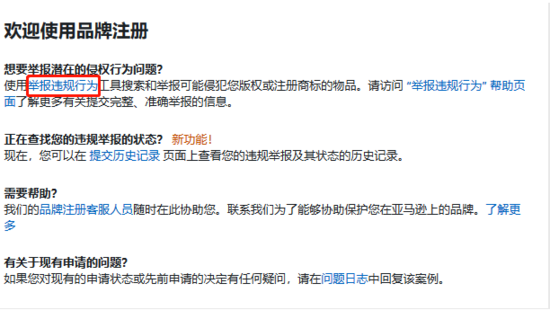 欢迎使用品牌注册
想要举报潜在的侵权行为问题？
使用举报违规行为工具搜索和举报可能侵犯您版权或注册商标的物品。请访问 “举报违规行为” 帮助页
面了解更多有关提交完整、准确举报的信息。
正在查找您的违规举报的状态？ 新功能！
现在，您可以在 提交历史记录 页面上查看您的违规举报及其状态的历史记录。
需要帮助？
我们的品牌注册客服人员随时在此协助您。联系我们为了能够协助保护您在亚马逊上的品牌。了解更
多
有关于现有申请的问题？
如果您对现有的申请状态或先前申请的决定有任何疑问，请在问题日志中回复该案例。